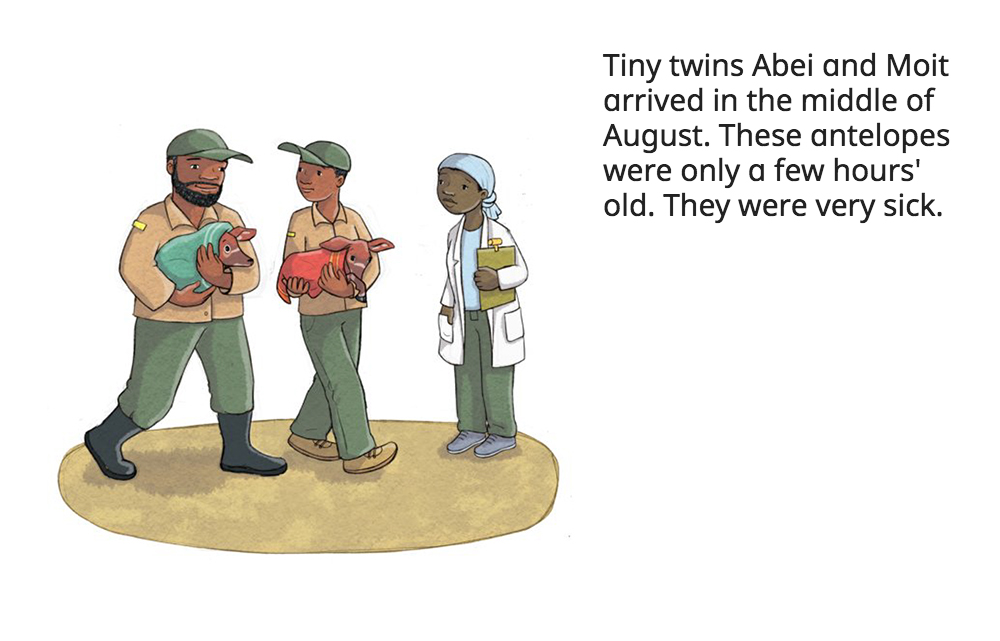 Tiny twins Abei and Moit
arrived in the middle of
August. These antelopes
were only a few hours'
old. They were very sick.